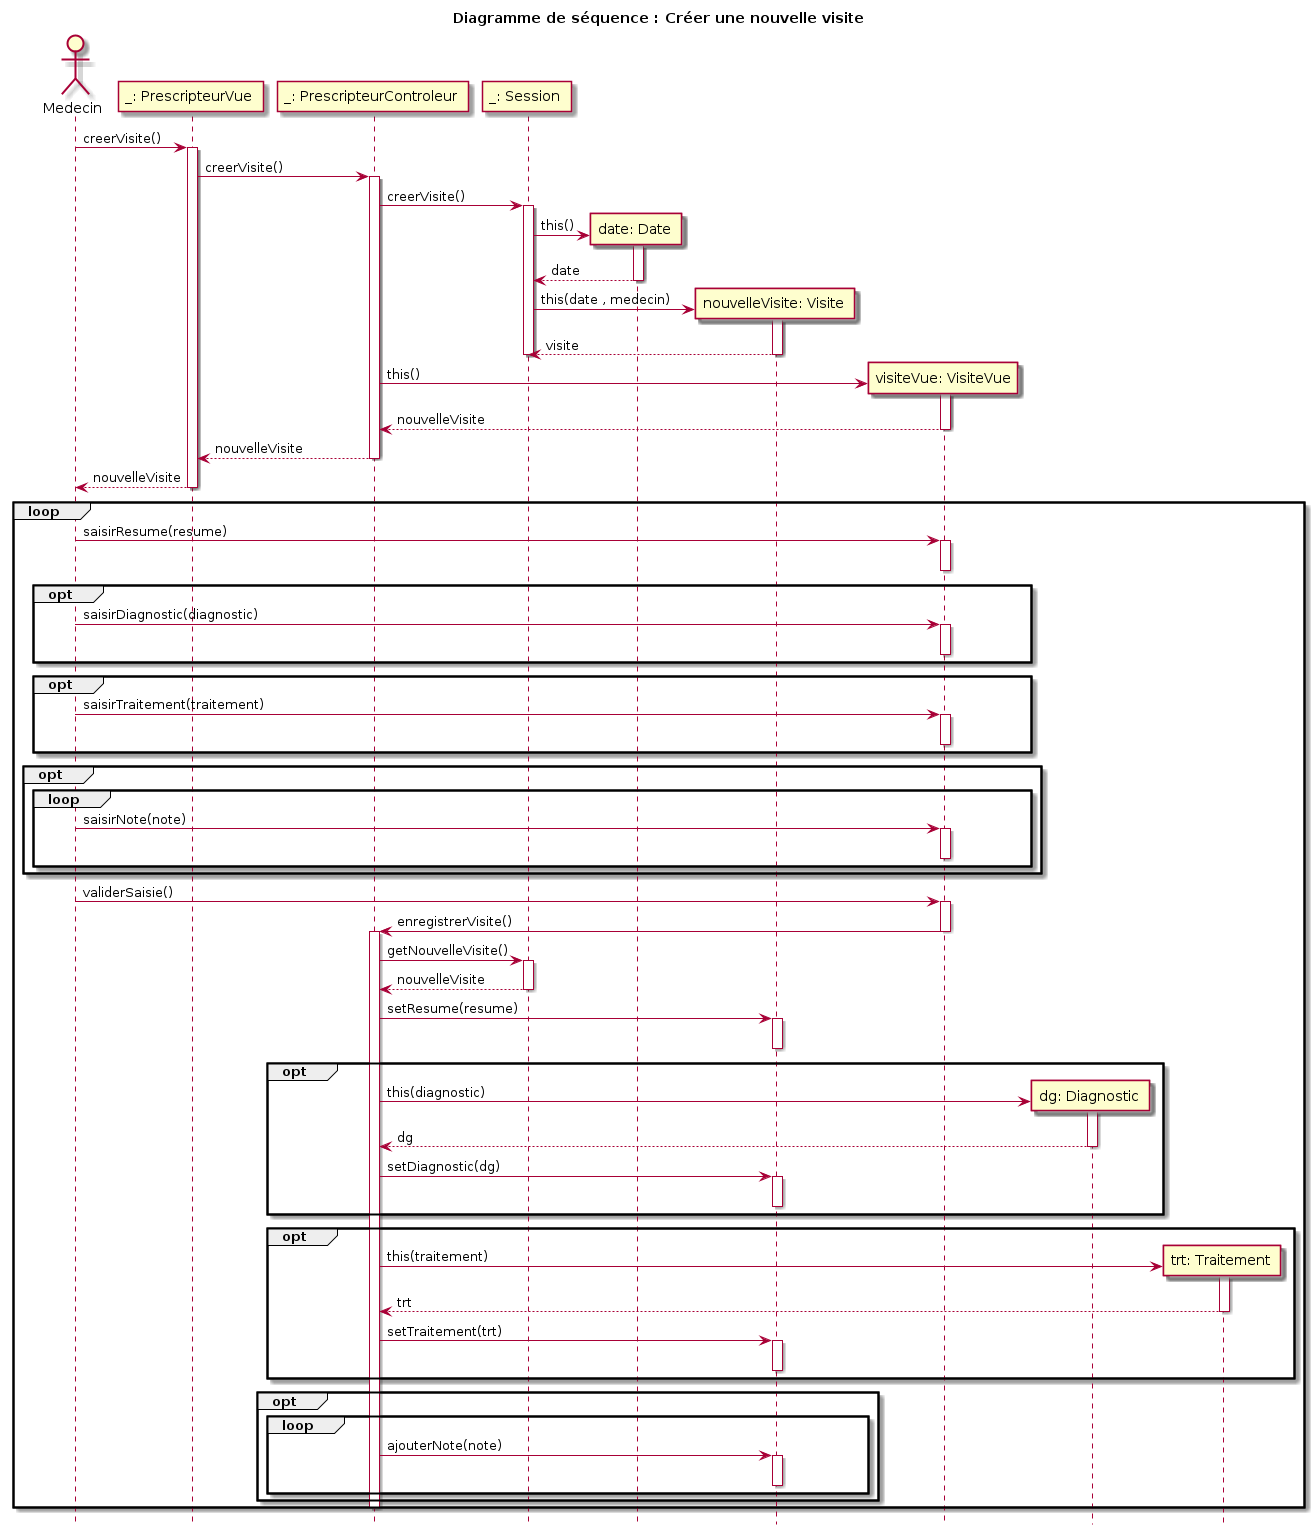 Diagramme de séquence : Créer une nouvelle visite
Medecin
_: PrescripteurVue
_: PrescripteurControleur
_: Session
creerVisite()
creerVisite()
creerVisite()
this()
date: Date
date
this(date , medecin)
nouvelleVisite: Visite
visite
this()
visiteVue: VisiteVue
nouvelleVisite
nouvelleVisite
nouvelleVisite
loop
saisirResume(resume)
opt
saisirDiagnostic(diagnostic)
opt
saisirTraitement(traitement)
opt
loop
saisirNote(note)
validerSaisie()
enregistrerVisite()
getNouvelleVisite()
nouvelleVisite
setResume(resume)
opt
this(diagnostic)
dg: Diagnostic
dg
setDiagnostic(dg)
opt
this(traitement)
trt: Traitement
trt
setTraitement(trt)
opt
loop
ajouterNote(note)